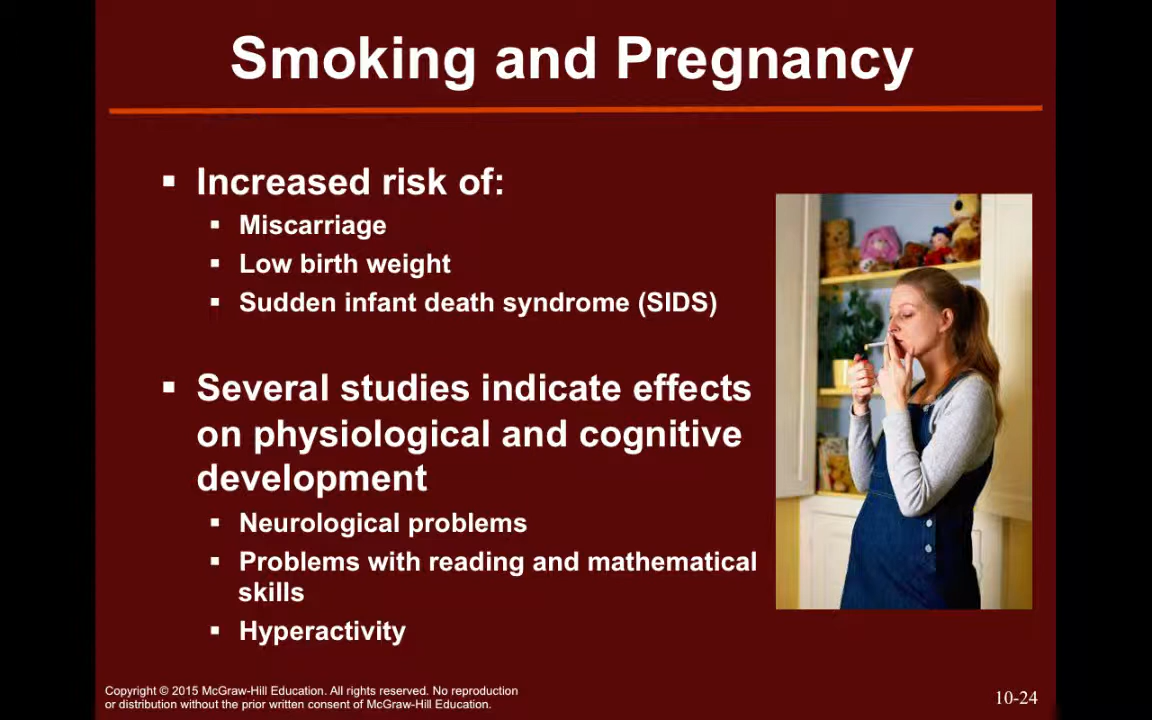 Smoking and Pregnancy
▪ Increased risk of:
▪ Miscarriage
▪ Low birth weight
▪ Sudden infant death syndrome (SIDS)
▪ Several studies indicate effects
on physiological and cognitive
development
▪ Neurological problems
▪ Problems with reading and mathematical
skills
▪ Hyperactivity
Copyright © 2015 McGraw-Hill Education. All rights reserved. No reproduction
or distribution without the prior written consent of McGraw-Hill Education.
10-24